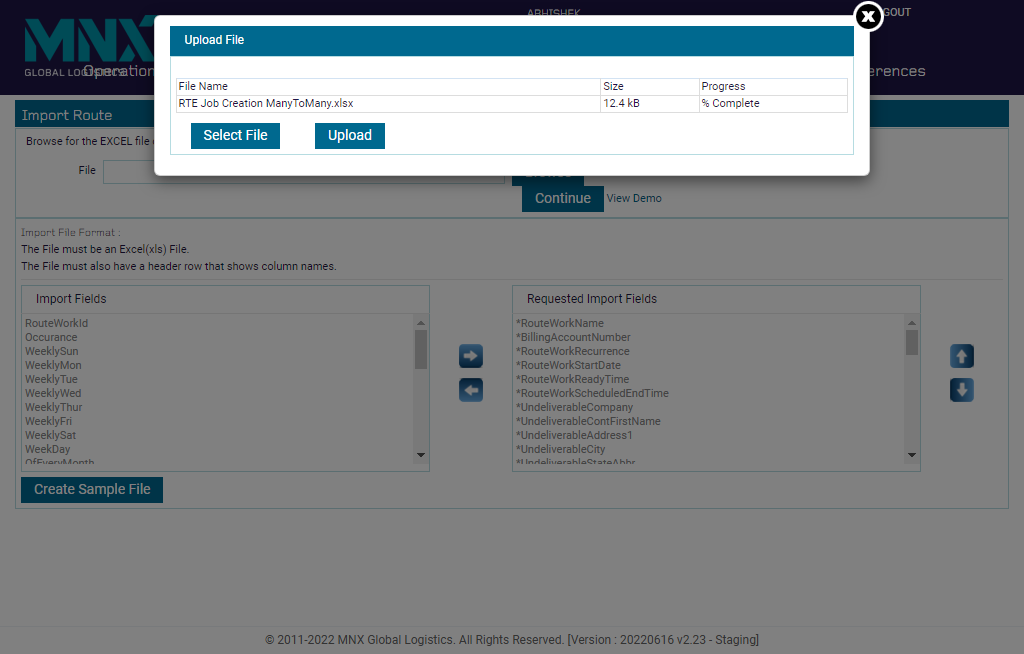 ABHISHEK
GOUT
MNX
GLOBAL LOGISTICS
Operation
erences
Upload File
File Name Size Progress
RTE Job Creation ManyToMany.xlsx 12.4 kB % Complete
Select File Upload
Import Route
Browse for the EXCEL file
File
Continue View Demo
Import File Format :
The File must be an Excel(xls) File.
The File must also have a header row that shows column names.
Import Fields
RouteWorkId
Occurance
WeeklySun
WeeklyMon
WeeklyTue
WeeklyWed
WeeklyThur
WeeklyFri
WeeklySat
WeekDay
OfEveryMonth
Requested Import Fields
*RouteWorkName
*BillingAccountNumber
*RouteWorkRecurrence
*RouteWorkStartDate
*RouteWorkReadyTime
*RouteWorkScheduledEndTime
*UndeliverableCompany
*UndeliverableContFirstName
*UndeliverableAddress1
*UndeliverableCity
*UndeliverableStateAbbr
Create Sample File
© 2011-2022 MNX Global Logistics. All Rights Reserved. [Version : 20220616 v2.23 - Staging]